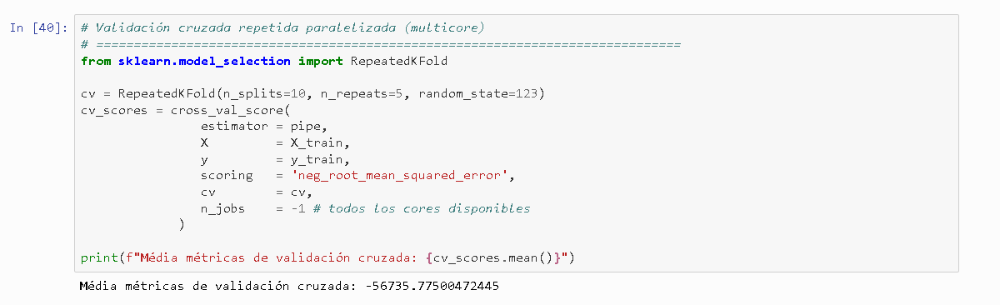 In [40]: # Validación cruzada repetida paralelizada (multicore)
# ==============================================================================
from sklearn.model_selection import RepeatedKFold
cv = RepeatedKFold(n_splits=10, n_repeats=5, random_state=123)
cv_scores = cross_val_score(
estimator = pipe,
X = X_train,
y = y_train,
scoring = 'neg_root_mean_squared_error',
cv = cv,
n_jobs = -1 # todos los cores disponibles
)
print(f"Média métricas de validación cruzada: {cv_scores.mean()}")
Média métricas de validación cruzada: -56735.77500472445